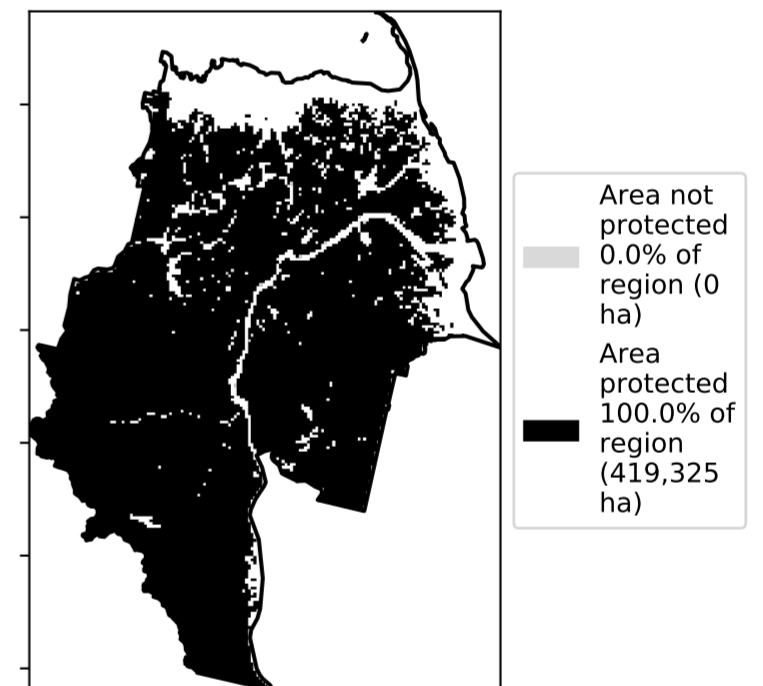 Area not
protected
0.0% of
region (0
ha)
Area
protected
100.0% of
region
(419,325
ha)